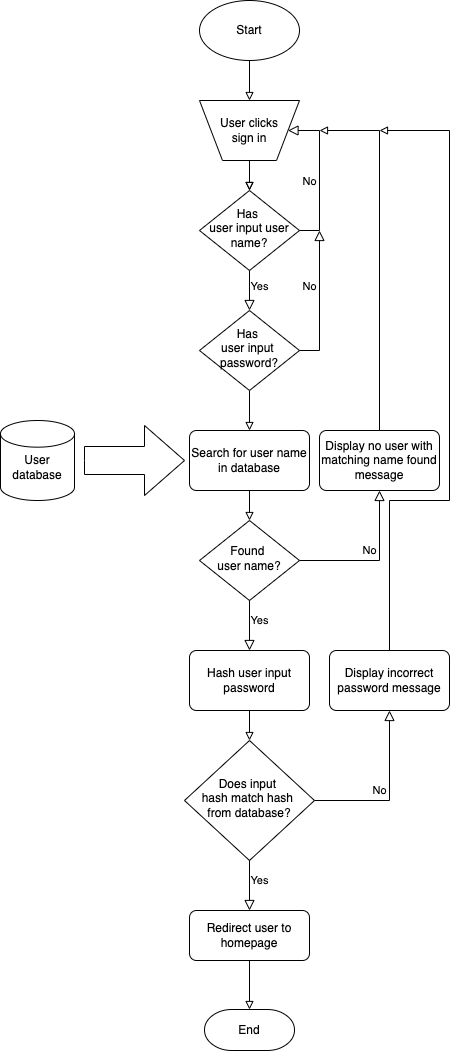 Start
User clicks
sign in
No
Has
user input user
name?
Yes
No
Has
user input
password?
User
database
Search for user name
in database
Display no user with
matching name found
message
Found
user name?
No
Yes
Hash user input
password
Display incorrect
password message
Does input
hash match hash
from database?
No
Yes
Redirect user to
homepage
End